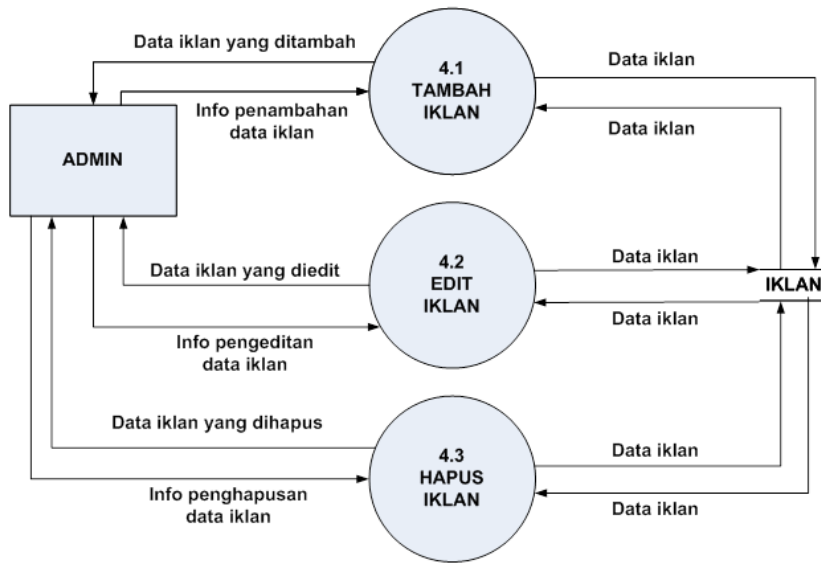 Data iklan yang ditambah
4.1
TAMBAH
IKLAN
Data iklan
Info penambahan
data iklan
Data iklan
ADMIN
Data iklan yang diedit
4.2
EDIT
IKLAN
Data iklan
IKLAN
Data iklan
Info pengeditan
data iklan
Data iklan yang dihapus
4.3
HAPUS
IKLAN
Data iklan
Info penghapusan
data iklan
Data iklan